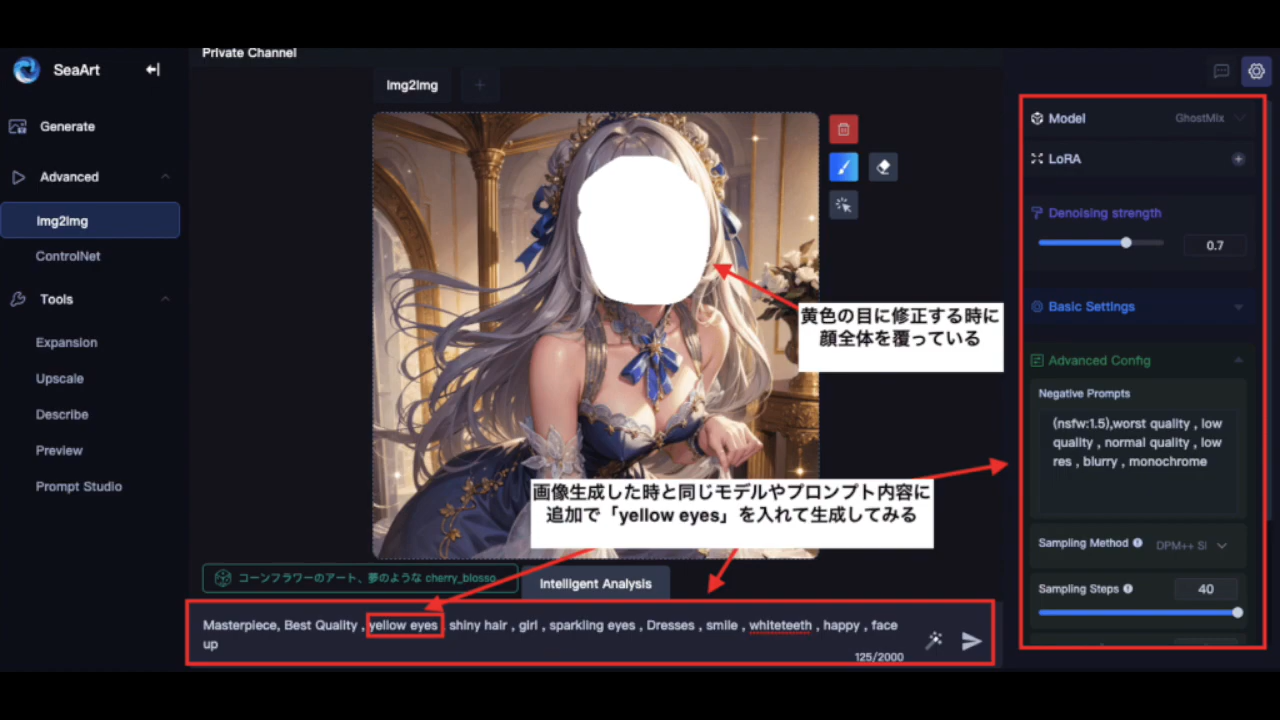 Private Channel
SeaArt
Img2Img
Generate
Advanced
Img2Img
ControlNet
Tools
Expansion
Upscale
Describe
Preview
Prompt Studio
黄色の目に修正する時に
顔全体を覆っている
画像生成した時と同じモデルやプロンプト内容に
追加で「yellow eyes」を入れて生成してみる
コーンフラワーのアート、夢のような cherry_blosso
Intelligent Analysis
Masterpiece, Best Quality , yellow eyes , shiny hair , girl , sparkling eyes , Dresses , smile , whiteteeth , happy , face
up
125/2000
Model GhostMix
LoRA
Denoising strength
0.7
Basic Settings
Advanced Config
Negative Prompts
(nsfw:1.5),worst quality , low
quality , normal quality , low
res , blurry , monochrome
Sampling Method DPM++ S
Sampling Steps 40